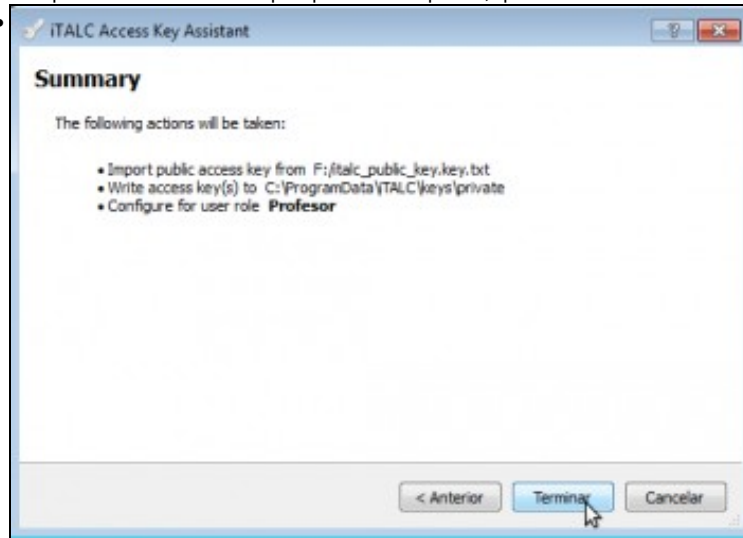 iTALC Access Key Assistant
Summary
The following actions will be taken:
• Import public access key from F:/italc_public_key.key.txt
• Write access key(s) to C:\ProgramData\iTALC\keys\private
• Configure for user role Profesor
< Anterior Terminar Cancelar